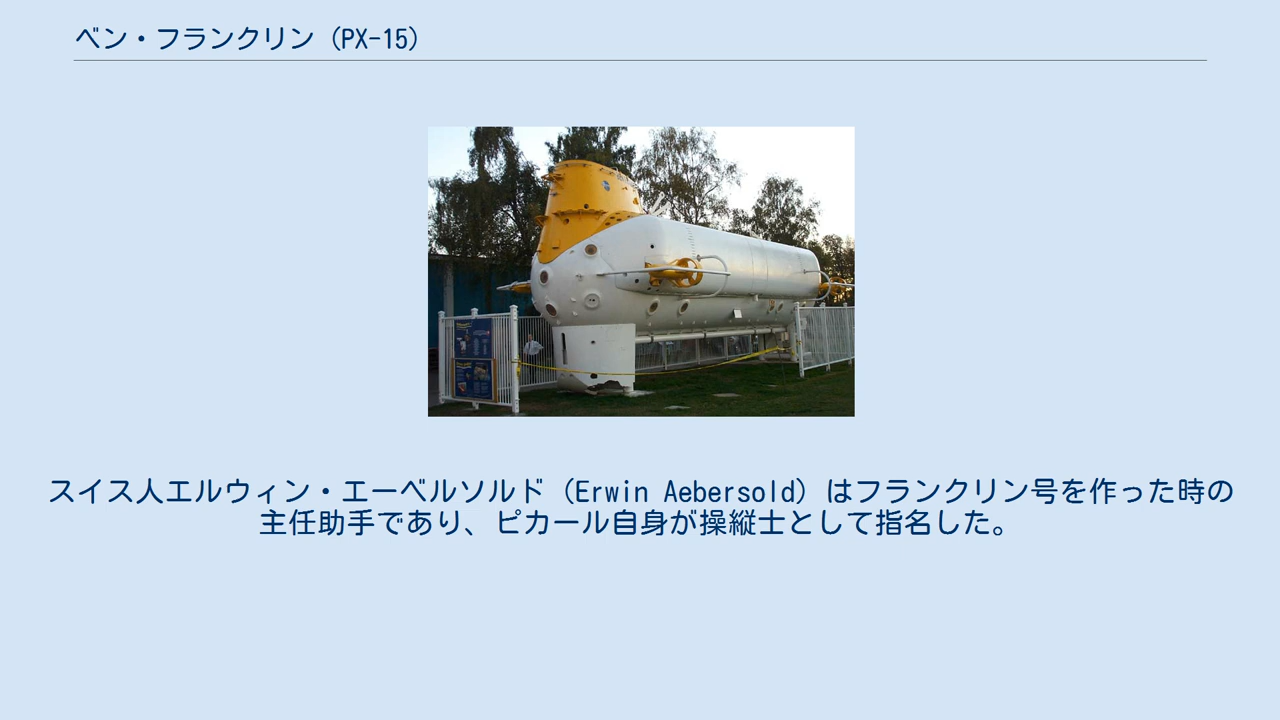 ベン・フランクリン（PX-15）
スイス人エルウィン・エーベルソルド（Erwin Aebersold）はフランクリン号を作った時の
主任助手であり、ピカール自身が操縦士として指名した。